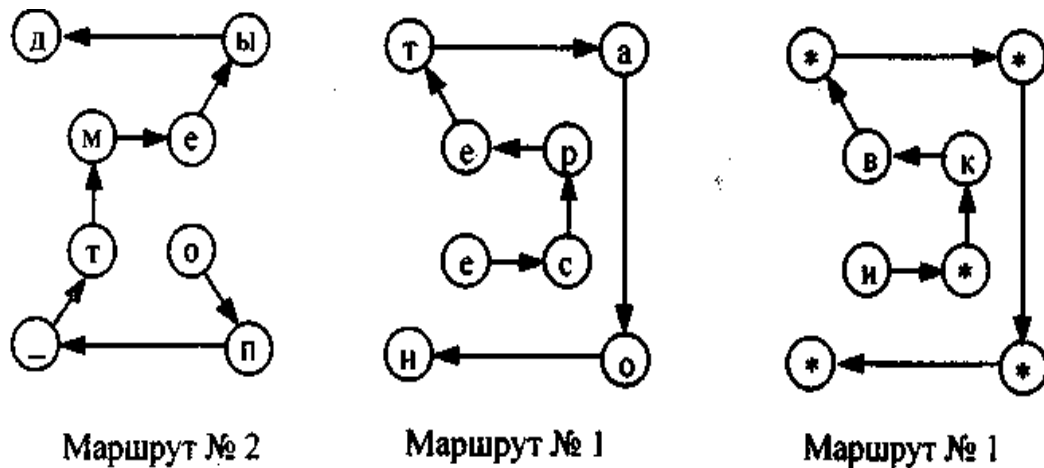 д ы т а * *
м е е р в к
т о е с и *
_ п н о * *
Маршрут № 2 Маршрут № 1 Маршрут № 1